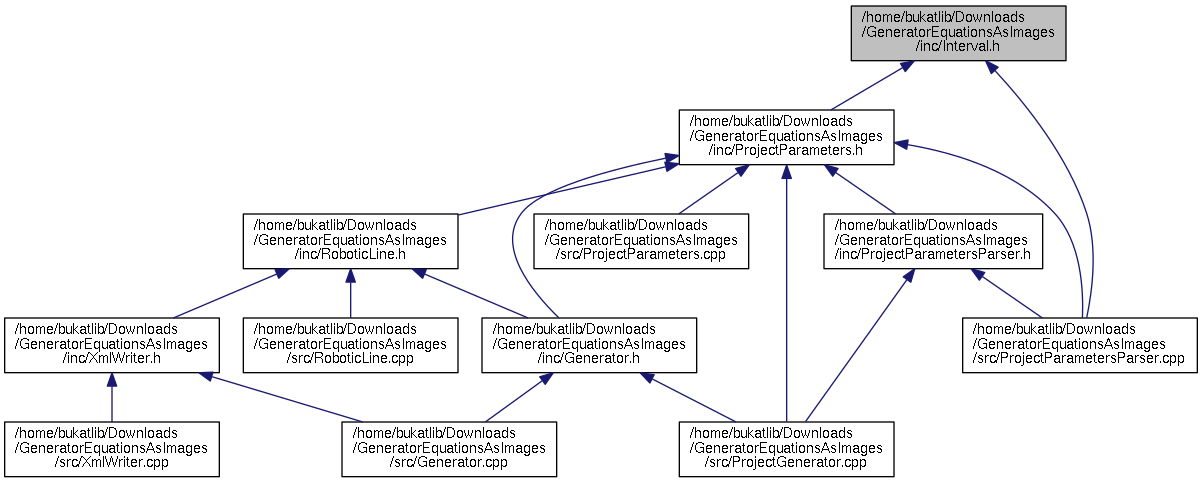 /home/bukatlib/Downloads
/GeneratorEquationsAsImages
/inc/Interval.h
/home/bukatlib/Downloads
/GeneratorEquationsAsImages
/inc/ProjectParameters.h
/home/bukatlib/Downloads
/GeneratorEquationsAsImages
/inc/RoboticLine.h
/home/bukatlib/Downloads
/GeneratorEquationsAsImages
/src/ProjectParameters.cpp
/home/bukatlib/Downloads
/GeneratorEquationsAsImages
/inc/ProjectParametersParser.h
/home/bukatlib/Downloads
/GeneratorEquationsAsImages
/inc/XmlWriter.h
/home/bukatlib/Downloads
/GeneratorEquationsAsImages
/src/RoboticLine.cpp
/home/bukatlib/Downloads
/GeneratorEquationsAsImages
/inc/Generator.h
/home/bukatlib/Downloads
/GeneratorEquationsAsImages
/src/ProjectParametersParser.cpp
/home/bukatlib/Downloads
/GeneratorEquationsAsImages
/src/XmlWriter.cpp
/home/bukatlib/Downloads
/GeneratorEquationsAsImages
/src/Generator.cpp
/home/bukatlib/Downloads
/GeneratorEquationsAsImages
/src/ProjectGenerator.cpp